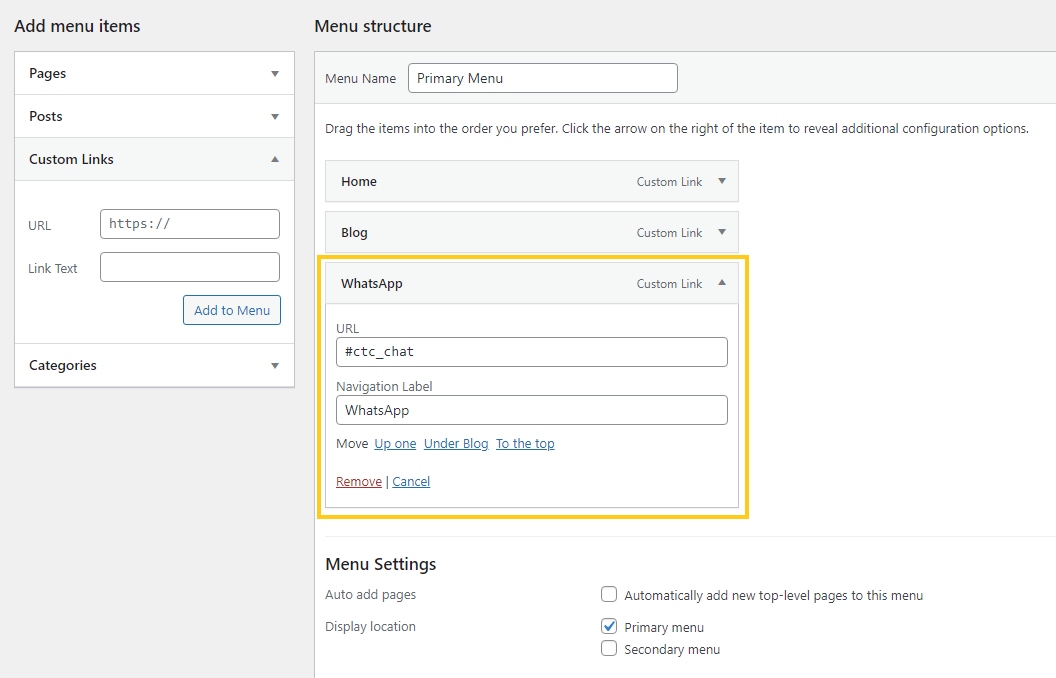 Add menu items
Pages
Posts
Custom Links
URL https://
Link Text
Add to Menu
Categories
Menu structure
Menu Name Primary Menu
Drag the items into the order you prefer. Click the arrow on the right of the item to reveal additional configuration options.
Home Custom Link
Blog Custom Link
WhatsApp Custom Link
URL
#ctc_chat
Navigation Label
WhatsApp
Move Up one Under Blog To the top
Remove | Cancel
Menu Settings
Auto add pages Automatically add new top-level pages to this menu
Display location Primary menu
Secondary menu